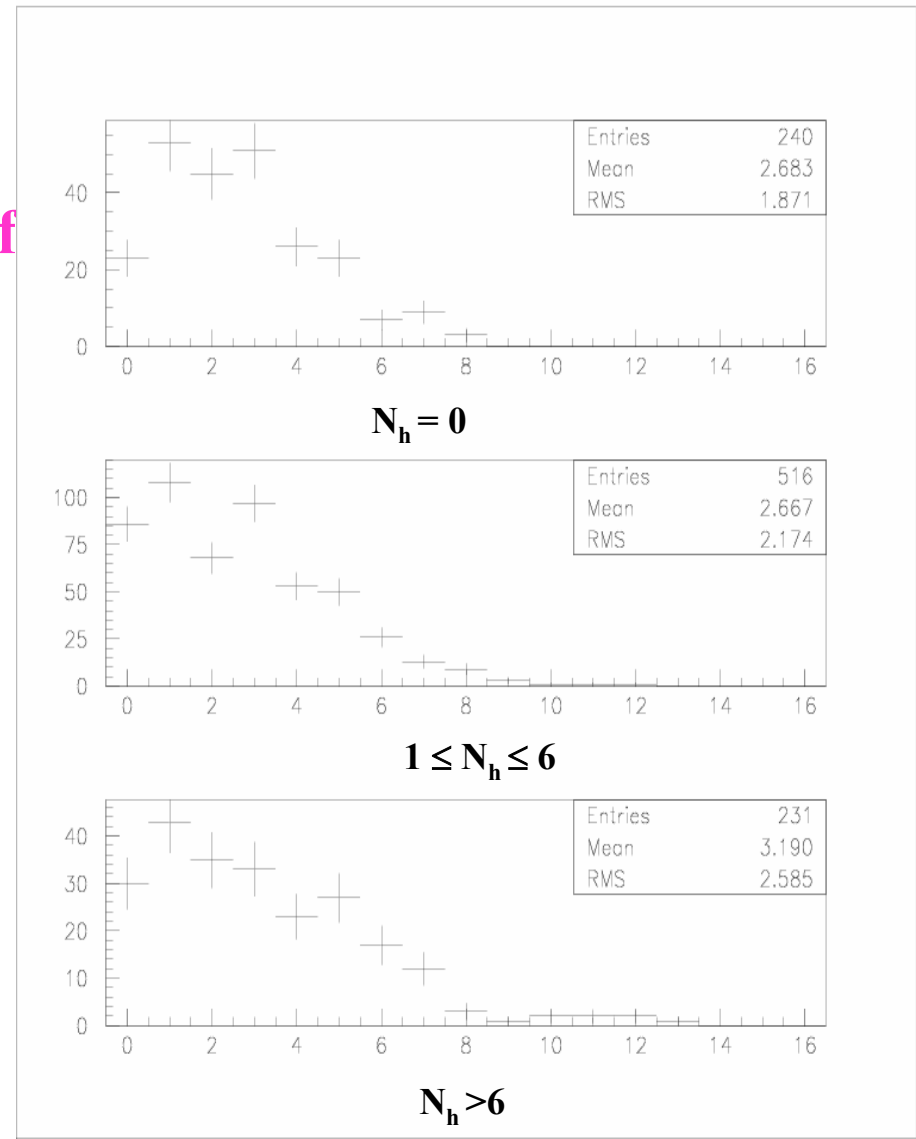 f
Entries 240
Mean 2.683
RMS 1.871
40
20
0
0 2 4 6 8 10 12 14 16
Nh = 0
Entries 516
Mean 2.667
RMS 2.174
100
75
50
25
0
0 2 4 6 8 10 12 14 16
1 ≤ Nh ≤ 6
Entries 231
Mean 3.190
RMS 2.585
40
30
20
10
0
0 2 4 6 8 10 12 14 16
Nh >6